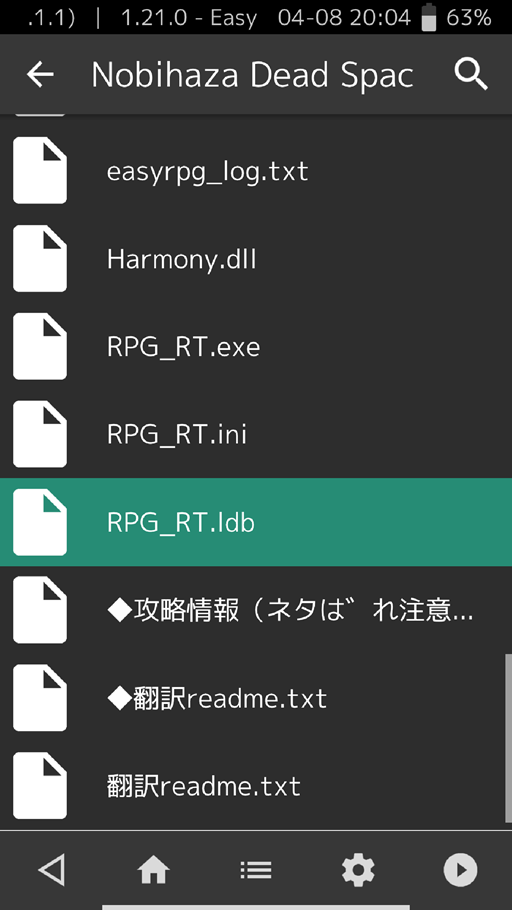 .1.1) | 1.21.0 - Easy 04-08 20:04 63%
Nobihaza Dead Spac
easyrpg_log.txt
Harmony.dll
RPG_RT.exe
RPG_RT.ini
RPG_RT.ldb
◆攻略情報（ネタは゛れ注意...
◆翻訳readme.txt
翻訳readme.txt